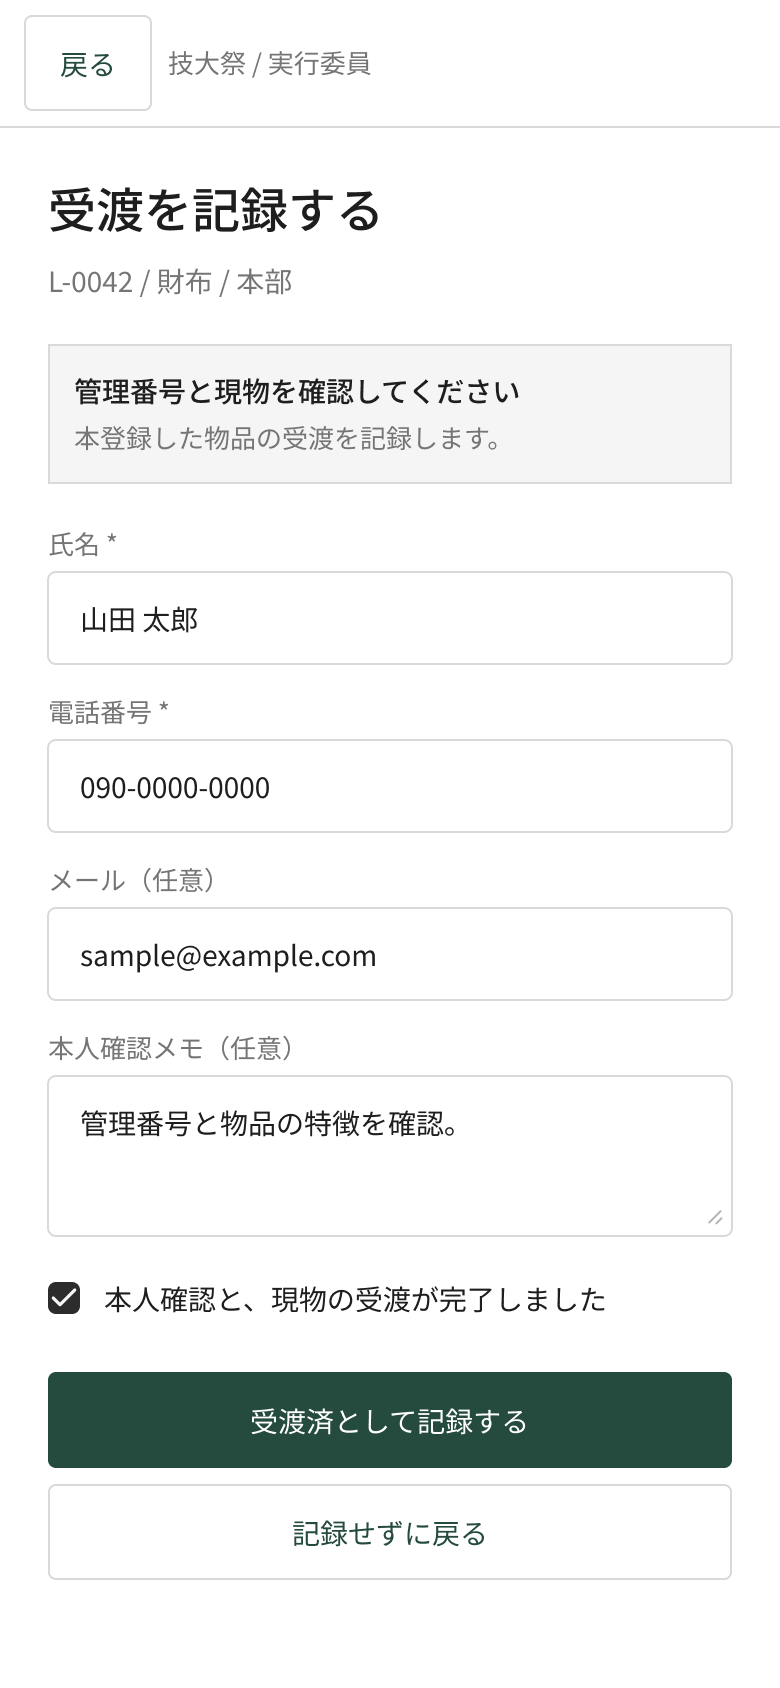 戻る 技大祭 / 実行委員
受渡を記録する
L-0042 / 財布 / 本部
管理番号と現物を確認してください
本登録した物品の受渡を記録します。
氏名 *
山田 太郎
電話番号 *
090-0000-0000
メール（任意）
sample@example.com
本人確認メモ（任意）
管理番号と物品の特徴を確認。
本人確認と、現物の受渡が完了しました
受渡済として記録する
記録せずに戻る